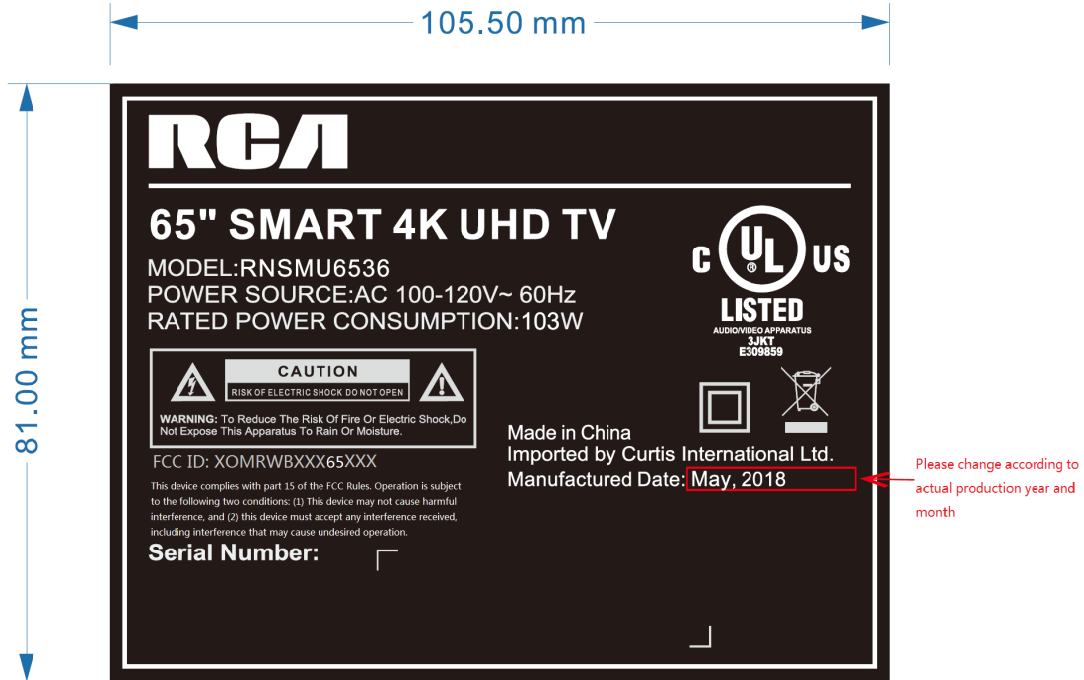 105.50 mm
81.00 mm
RCA
65" SMART 4K UHD TV
MODEL:RNSMU6536
POWER SOURCE:AC 100-120V~ 60Hz
RATED POWER CONSUMPTION:103W
C UL US
®
LISTED
AUDIO/VIDEO APPARATUS
3JKT
E309859
CAUTION
RISK OF ELECTRIC SHOCK DO NOT OPEN
WARNING: To Reduce The Risk Of Fire Or Electric Shock,Do
Not Expose This Apparatus To Rain Or Moisture.
FCC ID: XOMRWBXXX65XXX
This device complies with part 15 of the FCC Rules. Operation is subject
to the following two conditions: (1) This device may not cause harmful
interference, and (2) this device must accept any interference received,
including interference that may cause undesired operation.
Serial Number:
Made in China
Imported by Curtis International Ltd.
Manufactured Date: May, 2018
Please change according to
actual production year and
month